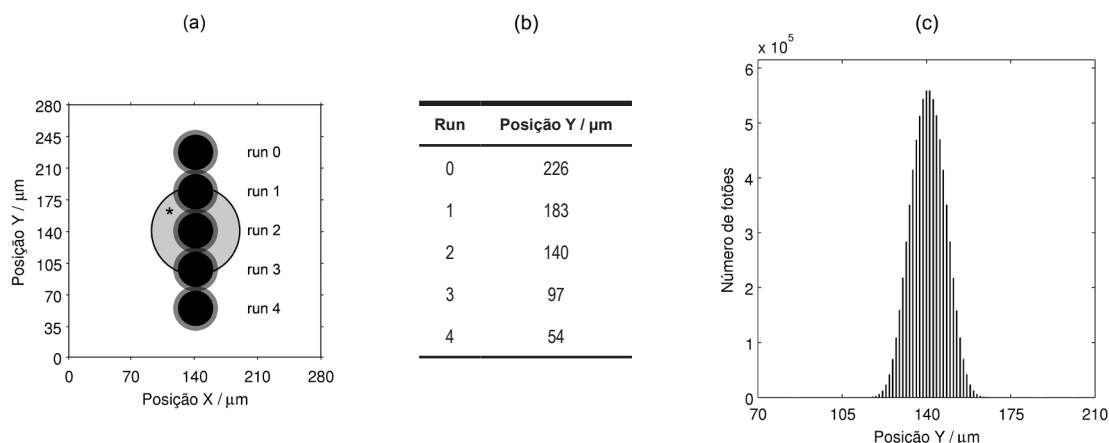 (a)
Posição Y / µm
280
245
210
175
140
105
70
35
0
0 70 140 210 280
Posição X / µm
*
run 0
run 1
run 2
run 3
run 4
(b)
Run Posição Y / µm
0 226
1 183
2 140
3 97
4 54
(c)
x 10⁵
Número de fotões
6
5
4
3
2
1
0
70 105 140 175 210
Posicão Y / µm